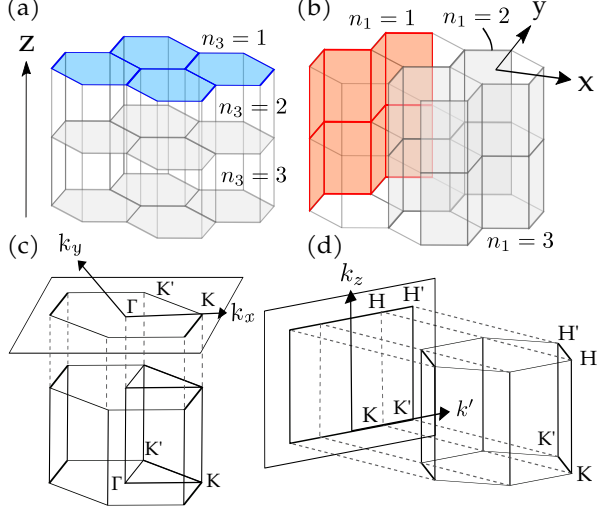 (a)
z
n₃ = 1
n₃ = 2
n₃ = 3
(b)
n₁ = 1
n₁ = 2
y
x
n₁ = 3
(c)
k_y
K'
Γ
K
k_x
K'
Γ
K
(d)
k_z
H
H'
K
K'
k'
H'
H
K'
K